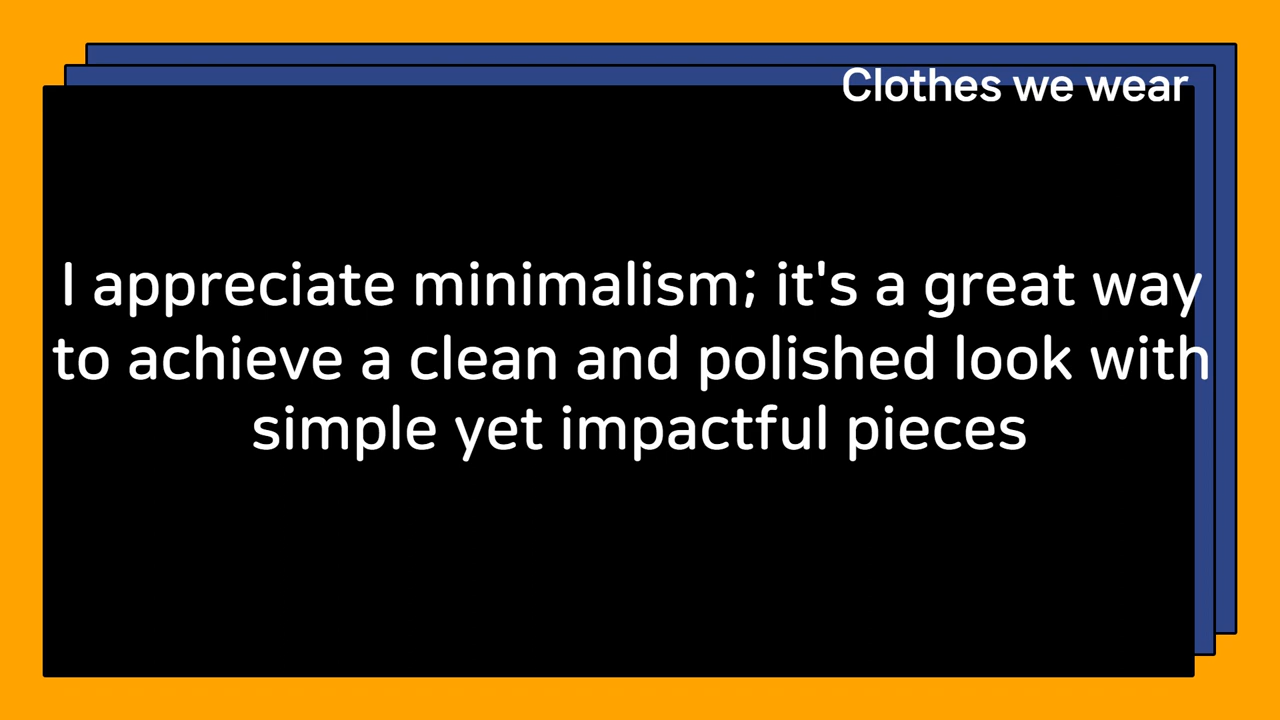 Clothes we wear
I appreciate minimalism; it's a great way
to achieve a clean and polished look with
simple yet impactful pieces